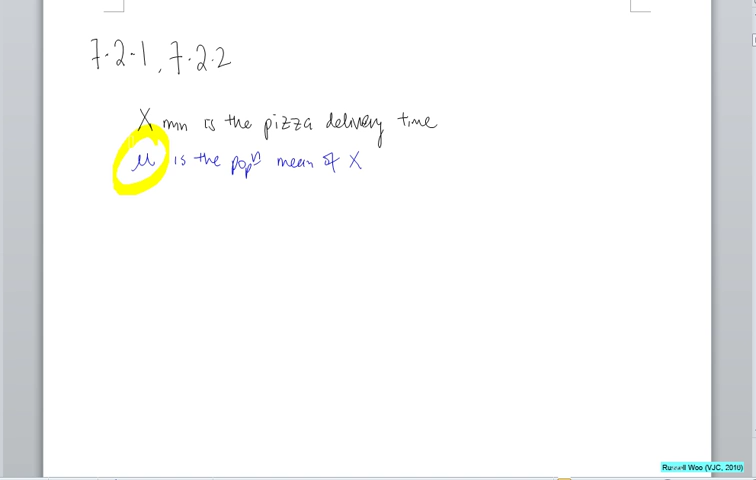 7.2.1, 7.2.2
X min is the pizza delivery time
μ is the popⁿ mean of X
Russell Woo (VJC, 2010)